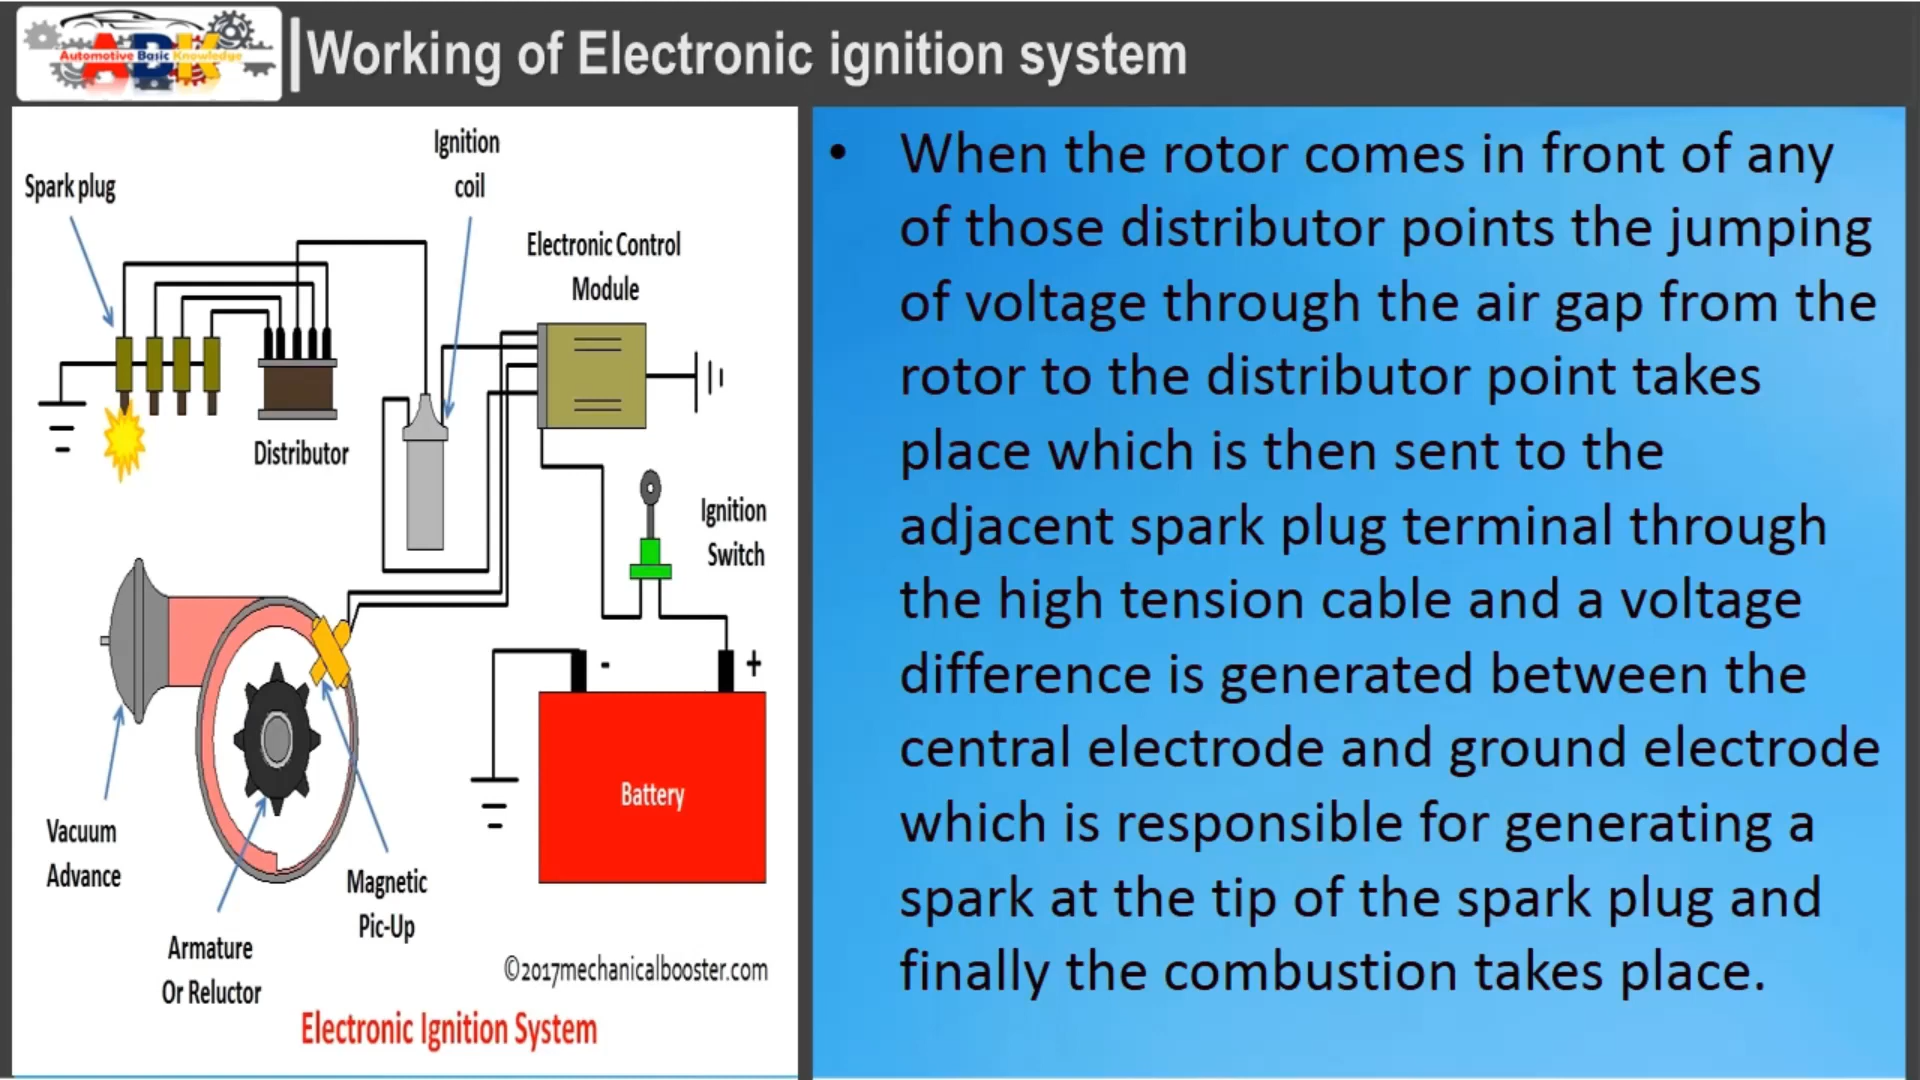 ABK
Automotive Basic Knowledge
Working of Electronic ignition system
Ignition
coil
Spark plug
Electronic Control
Module
Distributor
Ignition
Switch
-
+
Battery
Vacuum
Advance
Magnetic
Pic-Up
Armature
Or Reluctor
©2017mechanicalbooster.com
Electronic Ignition System
• When the rotor comes in front of any
of those distributor points the jumping
of voltage through the air gap from the
rotor to the distributor point takes
place which is then sent to the
adjacent spark plug terminal through
the high tension cable and a voltage
difference is generated between the
central electrode and ground electrode
which is responsible for generating a
spark at the tip of the spark plug and
finally the combustion takes place.